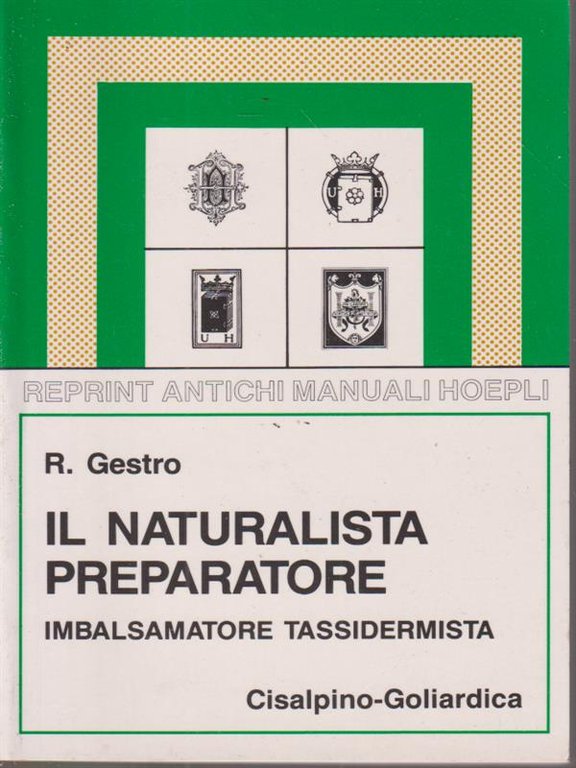 U H
U H
REPRINT ANTICHI MANUALI HOEPLI
R. Gestro
IL NATURALISTA
PREPARATORE
IMBALSAMATORE TASSIDERMISTA
Cisalpino-Goliardica